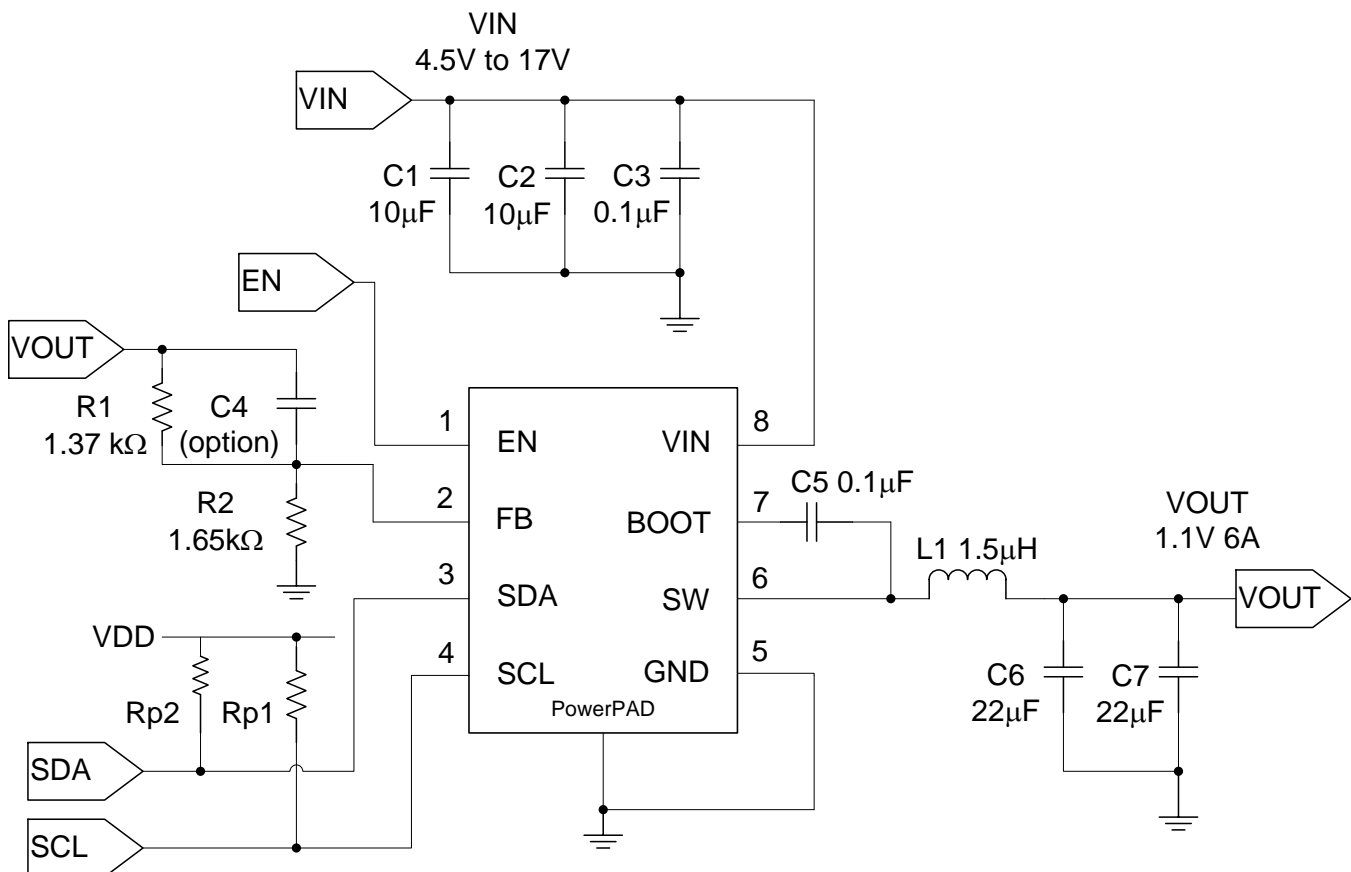 VIN
4.5V to 17V
VIN
C1
10μF
C2
10μF
C3
0.1μF
EN
VOUT
R1
1.37 kΩ
C4
(option)
R2
1.65kΩ
1
EN
2
FB
3
SDA
4
SCL
VIN
8
BOOT
7
SW
6
GND
5
PowerPAD
C5 0.1μF
L1 1.5μH
VOUT
1.1V 6A
VOUT
C6
22μF
C7
22μF
VDD
Rp2
Rp1
SDA
SCL